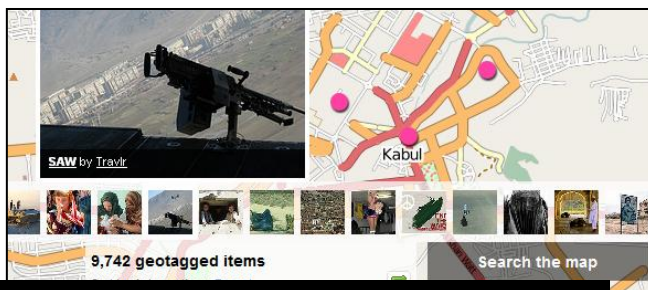 SAW by Travlr
Kabul
9,742 geotagged items
Search the map